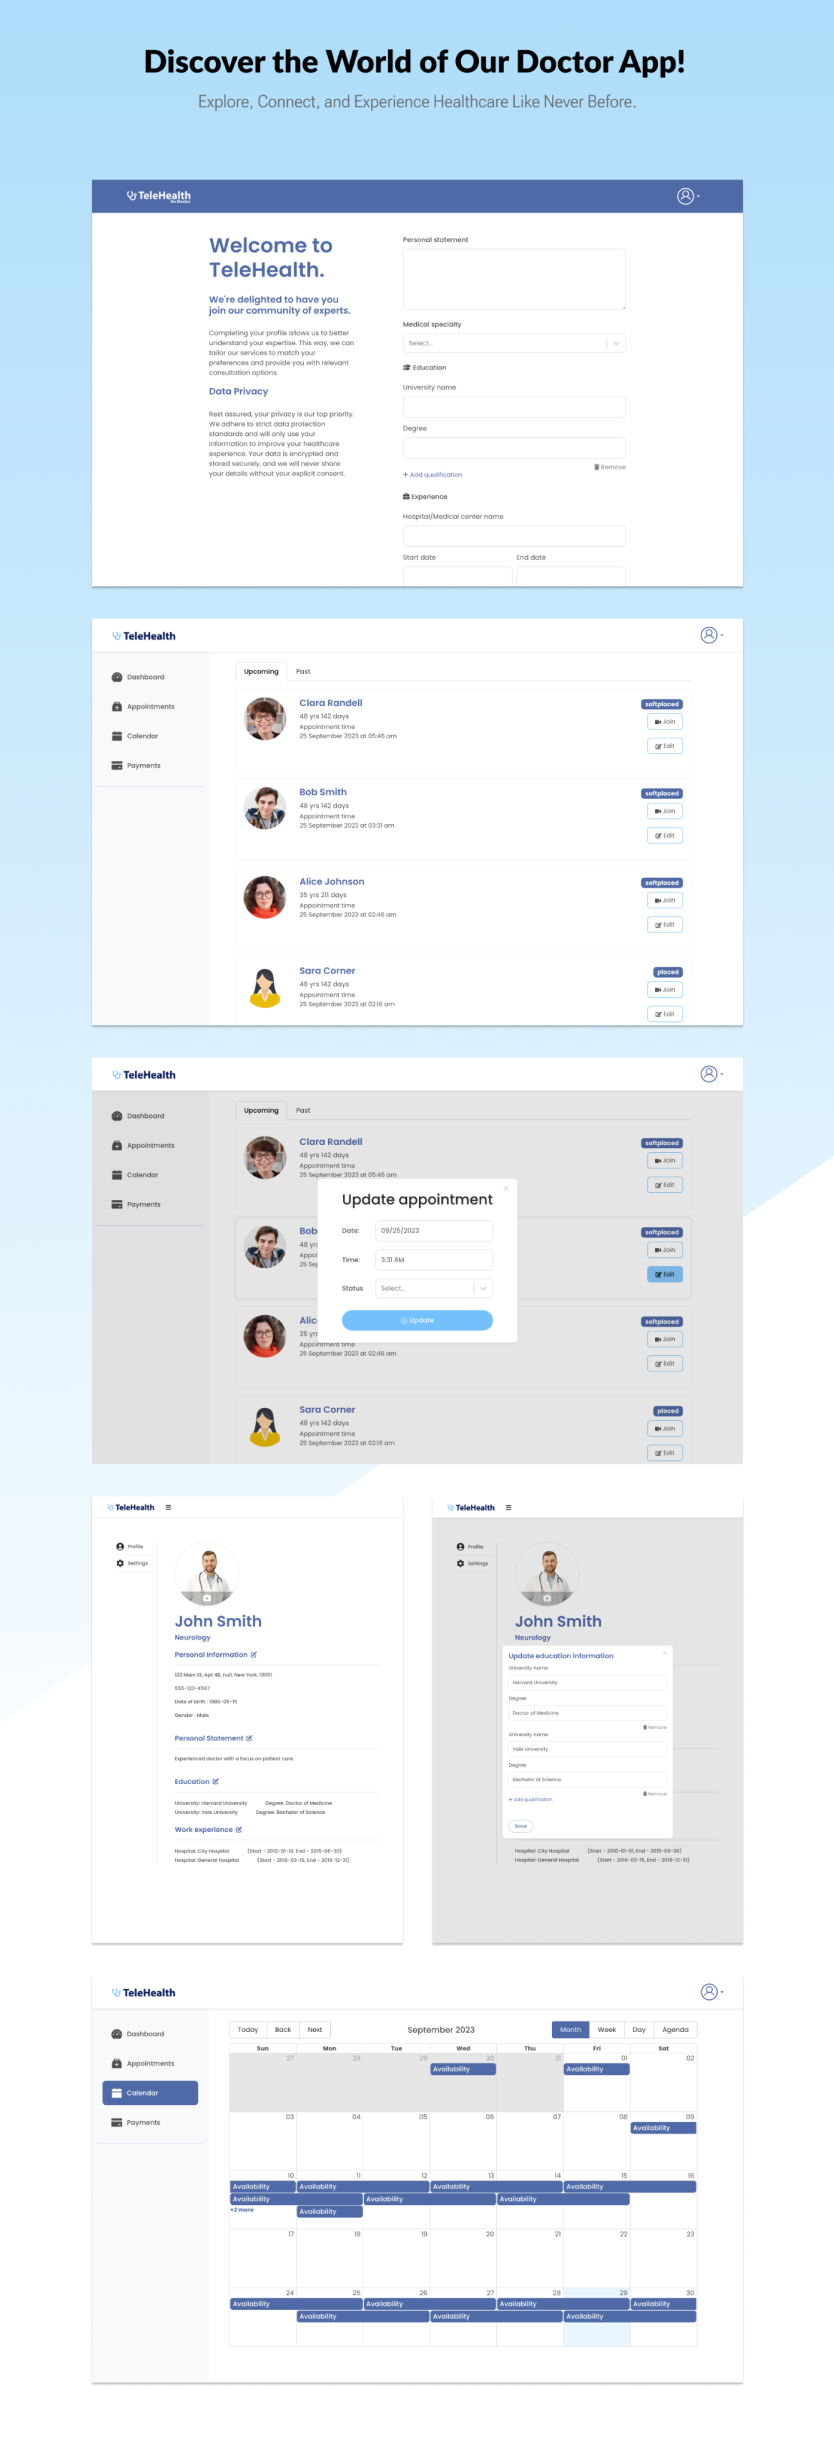 Discover the World of Our Doctor App!
Explore, Connect, and Experience Healthcare Like Never Before.
TeleHealth
for Doctor
Welcome to
TeleHealth.
We're delighted to have you
join our community of experts.
Completing your profile allows us to better
understand your expertise. This way, we can
tailor our services to match your
preferences and provide you with relevant
consultation options.
Data Privacy
Rest assured, your privacy is our top priority.
We adhere to strict data protection
standards and will only use your
information to improve your healthcare
experience. Your data is encrypted and
stored securely, and we will never share
your details without your explicit consent.
Personal statement
Medical specialty
Select...
Education
University name
Degree
Remove
+ Add qualification
Experience
Hospital/Medical center name
Start date End date
TeleHealth
Dashboard
Appointments
Calendar
Payments
Upcoming Past
Clara Randell
48 yrs 142 days
Appointment time
25 September 2023 at 05:46 am
softplaced
Join
Edit
Bob Smith
48 yrs 142 days
Appointment time
25 September 2023 at 03:31 am
softplaced
Join
Edit
Alice Johnson
35 yrs 211 days
Appointment time
25 September 2023 at 02:46 am
softplaced
Join
Edit
Sara Corner
48 yrs 142 days
Appointment time
25 September 2023 at 02:16 am
placed
Join
Edit
TeleHealth
Dashboard
Appointments
Calendar
Payments
Upcoming Past
Clara Randell
48 yrs 142 days
Appointment time
25 September 2023 at 05:46 am
softplaced
Join
Edit
Bob
48 yr
Appoi
25 Sep
softplaced
Join
Edit
Update appointment
Date: 09/25/2023
Time: 3:31 AM
Status Select...
Update
Alic
35 yrs
Appointment time
25 September 2023 at 02:46 am
softplaced
Join
Edit
Sara Corner
48 yrs 142 days
Appointment time
25 September 2023 at 02:16 am
placed
Join
Edit
TeleHealth
Profile
Settings
John Smith
Neurology
Personal Information
123 Main St, Apt 4B, null, New York, 10001
555-123-4567
Date of birth : 1980-05-15
Gender : Male
Personal Statement
Experienced doctor with a focus on patient care.
Education
University: Harvard University Degree: Doctor of Medicine
University: Yale University Degree: Bachelor of Science
Work experience
Hospital: City Hospital (Start - 2010-01-01, End - 2015-06-30)
Hospital: General Hospital (Start - 2016-03-15, End - 2019-12-31)
TeleHealth
Profile
Settings
John Smith
Neurology
Update education information
University name
Harvard University
Degree
Doctor of Medicine
Remove
University name
Yale University
Degree
Bachelor of Science
Remove
+ Add qualification
Save
Hospital: City Hospital (Start - 2010-01-01, End - 2015-06-30)
Hospital: General Hospital (Start - 2016-03-15, End - 2019-12-31)
TeleHealth
Dashboard
Appointments
Calendar
Payments
Today Back Next September 2023 Month Week Day Agenda
Sun Mon Tue Wed Thu Fri Sat
27 28 29 30 31 01 02
Availability Availability
03 04 05 06 07 08 09
Availability
10 11 12 13 14 15 16
Availability Availability Availability Availability
Availability Availability Availability
+2 more Availability
17 18 19 20 21 22 23
24 25 26 27 28 29 30
Availability Availability Availability Availability
Availability Availability Availability